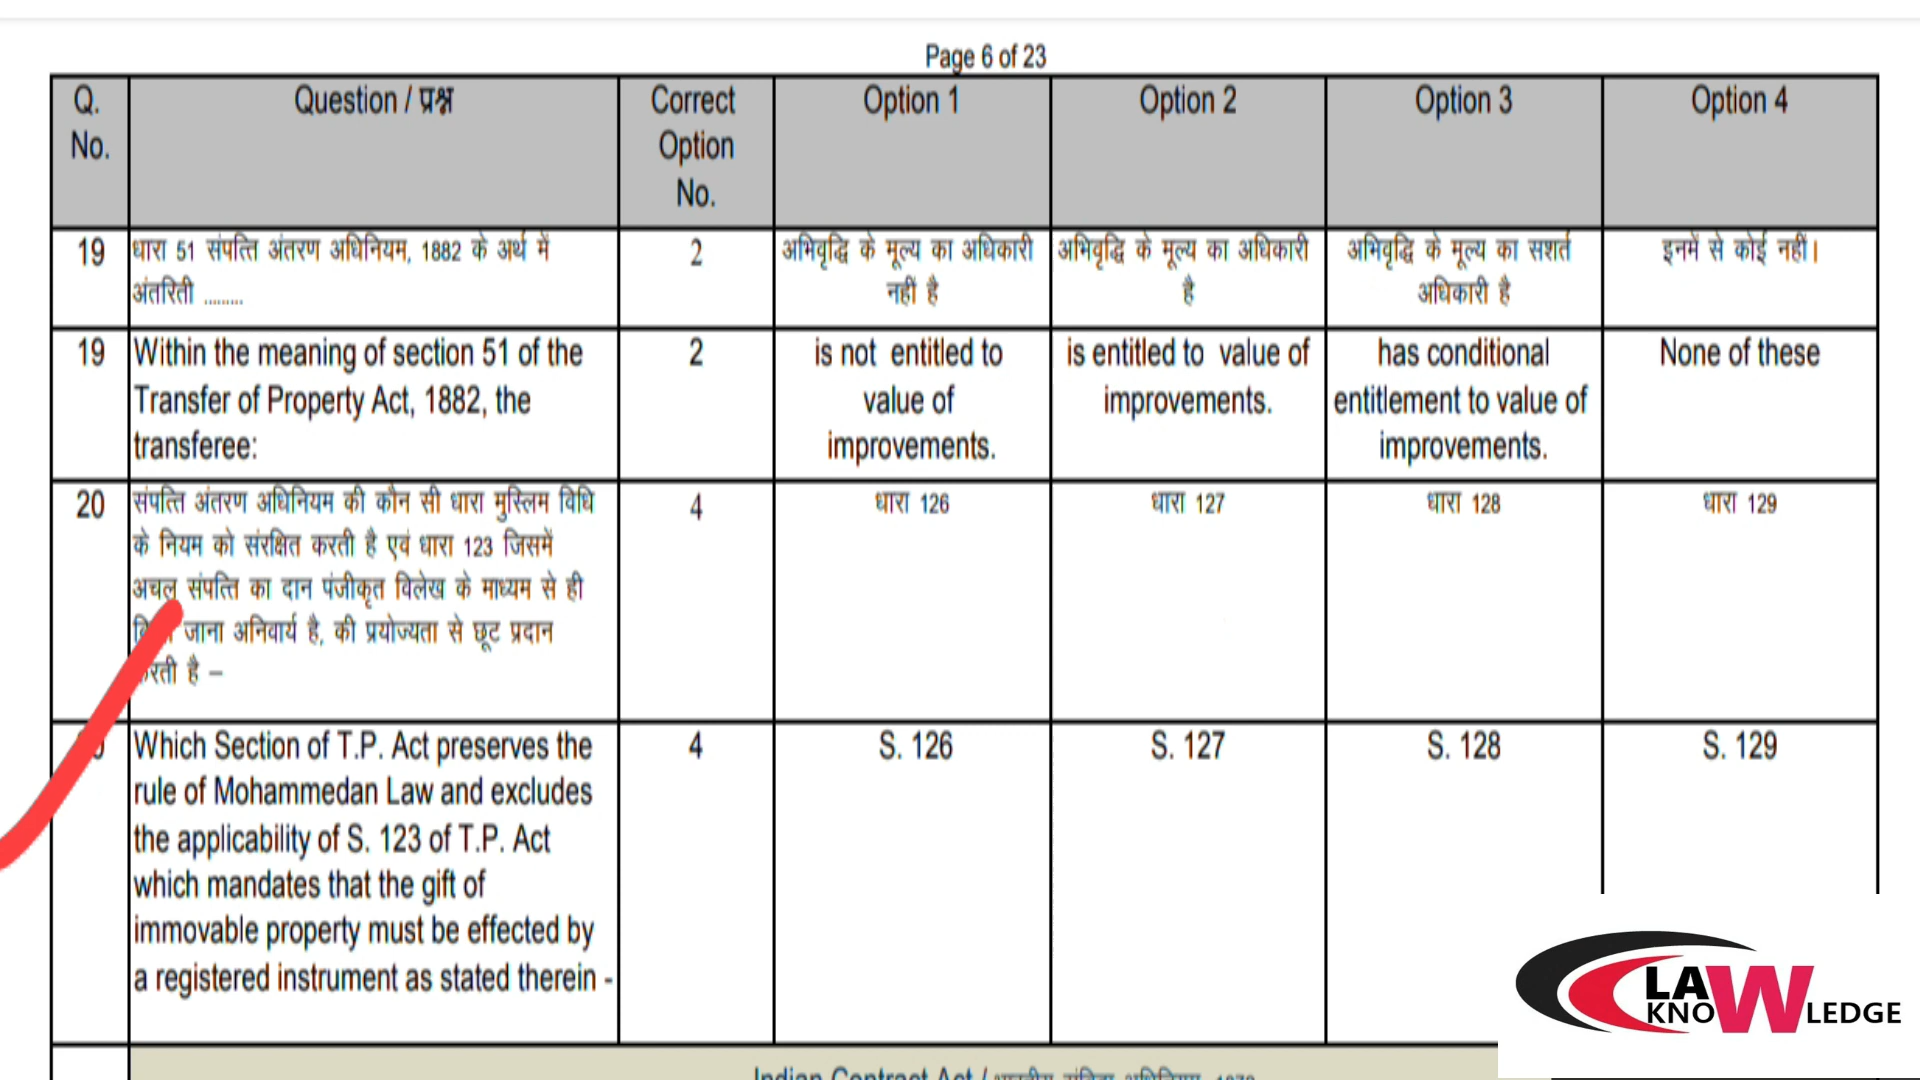 Page 6 of 23
Q. No. Question / प्रश्न Correct Option No. Option 1 Option 2 Option 3 Option 4
19 धारा 51 संपत्ति अंतरण अधिनियम, 1882 के अर्थ में 2 अभिवृद्धि के मूल्य का अधिकारी अभिवृद्धि के मूल्य का अधिकारी अभिवृद्धि के मूल्य का सशर्त इनमें से कोई नहीं।
अंतरिती ......... नहीं है है अधिकारी है
19 Within the meaning of section 51 of the 2 is not entitled to is entitled to value of has conditional None of these
Transfer of Property Act, 1882, the value of improvements. entitlement to value of
transferee: improvements. improvements.
20 संपत्ति अंतरण अधिनियम की कौन सी धारा मुस्लिम विधि 4 धारा 126 धारा 127 धारा 128 धारा 129
के नियम को संरक्षित करती है एवं धारा 123 जिसमें
अचल संपत्ति का दान पंजीकृत विलेख के माध्यम से ही
जाना अनिवार्य है, की प्रयोज्यता से छूट प्रदान
करती है –
Which Section of T.P. Act preserves the 4 S. 126 S. 127 S. 128 S. 129
rule of Mohammedan Law and excludes
the applicability of S. 123 of T.P. Act
which mandates that the gift of
immovable property must be effected by
a registered instrument as stated therein -
Indian Contract Act /
LAW
KNOWLEDGE